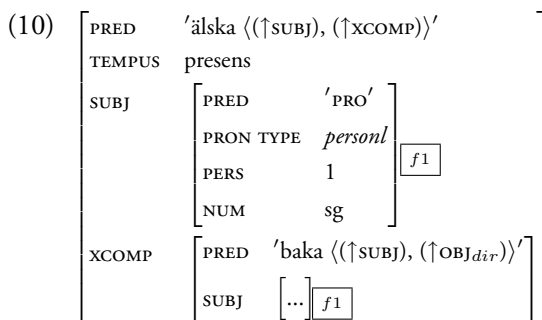 (10) PRED 'älska ⟨(↑SUBJ), (↑XCOMP)⟩'
TEMPUS presens
SUBJ PRED 'PRO'
PRON TYPE personl
PERS 1
f1
NUM sg
XCOMP PRED 'baka ⟨(↑SUBJ), (↑OBJdir)⟩'
SUBJ [...] f1